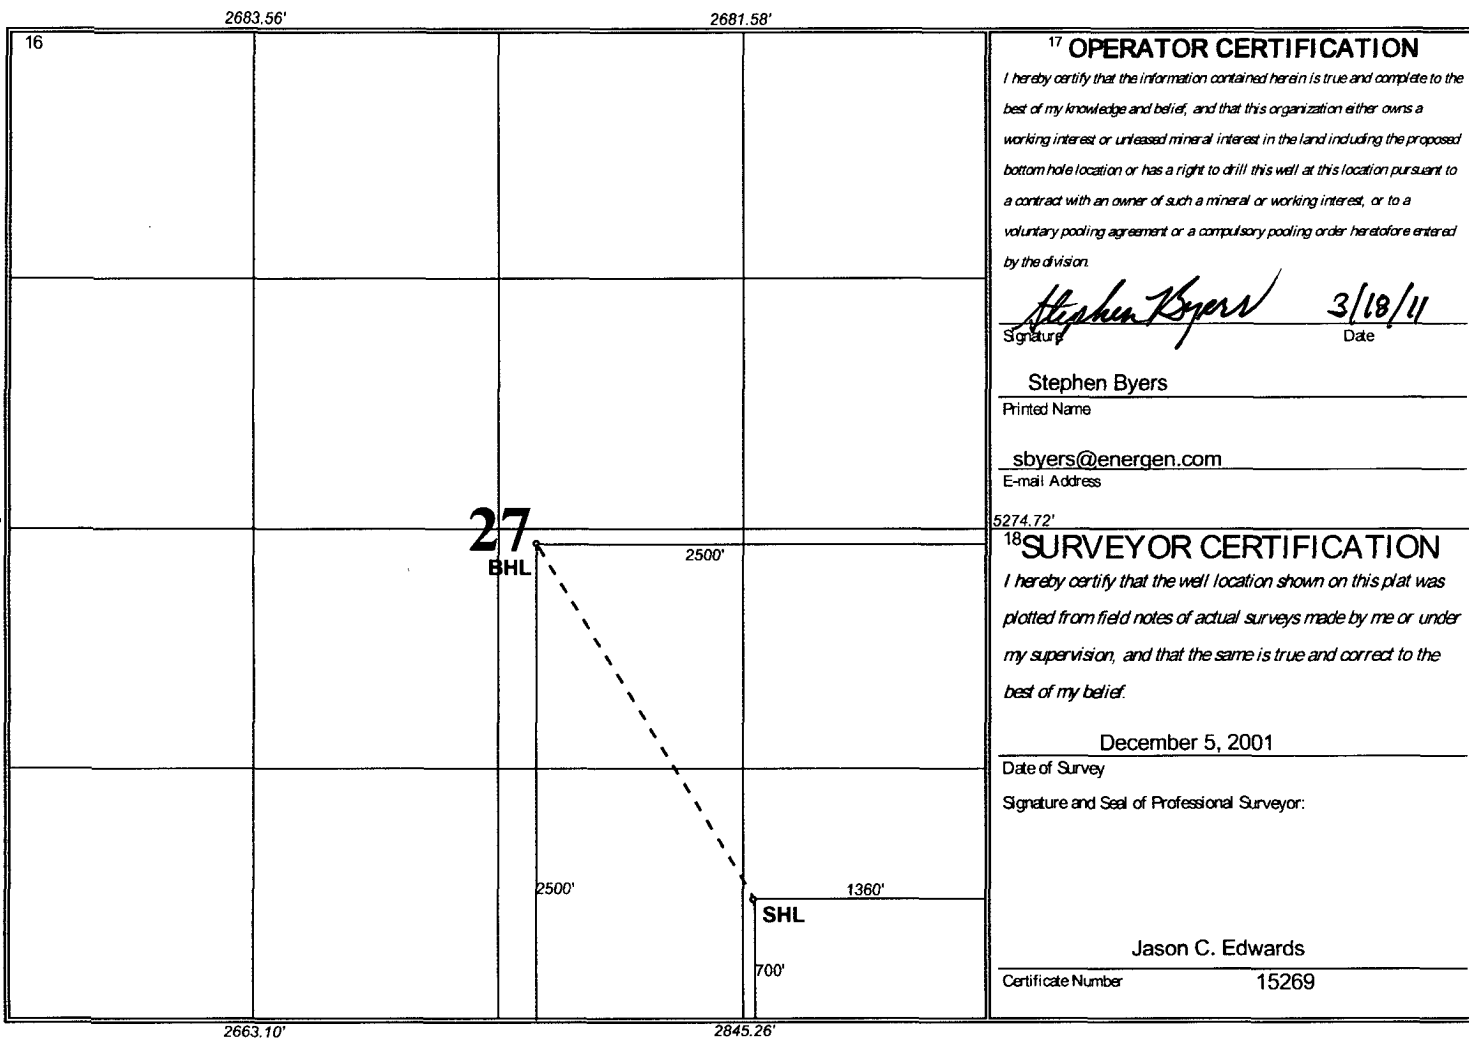 2683.56'
2681.58'
16
27
BHL
2500'
2500'
1360'
SHL
700'
2663.10'
2845.26'
5274.72'
17 OPERATOR CERTIFICATION
I hereby certify that the information contained herein is true and complete to the
best of my knowledge and belief, and that this organization either owns a
working interest or unleased mineral interest in the land including the proposed
bottom hole location or has a right to drill this well at this location pursuant to
a contract with an owner of such a mineral or working interest, or to a
voluntary pooling agreement or a compulsory pooling order heretofore entered
by the division.
Stephen Byers 3/18/11
Signature Date
Stephen Byers
Printed Name
sbyers@energen.com
E-mail Address
18 SURVEYOR CERTIFICATION
I hereby certify that the well location shown on this plat was
plotted from field notes of actual surveys made by me or under
my supervision, and that the same is true and correct to the
best of my belief.
December 5, 2001
Date of Survey
Signature and Seal of Professional Surveyor:
Jason C. Edwards
Certificate Number 15269